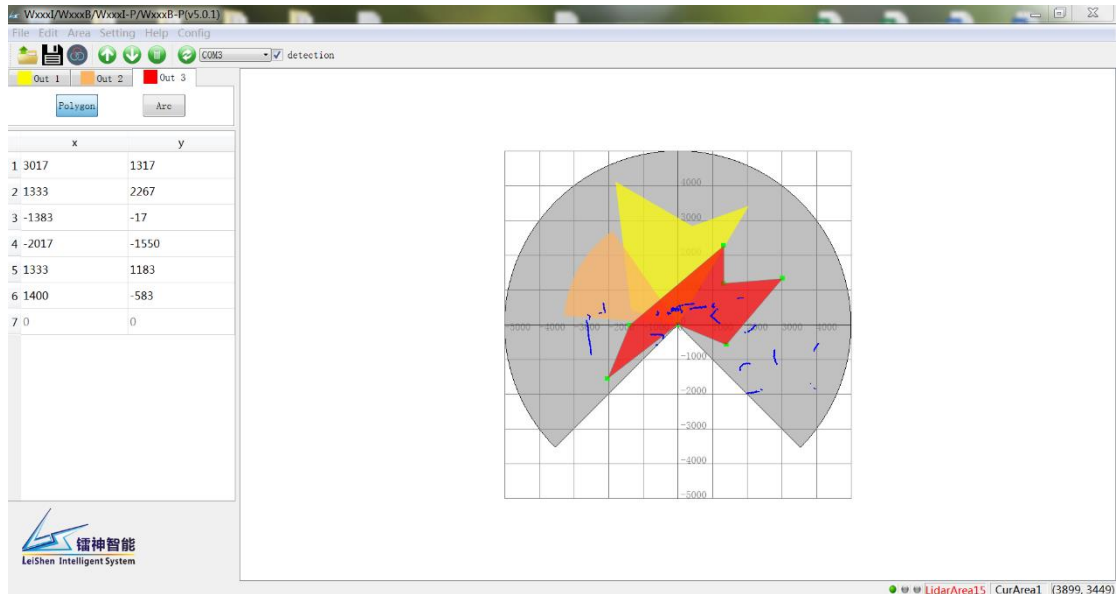 WxxxI/WxxxB/WxxxI-P/WxxxB-P(v5.0.1)
File Edit Area Setting Help Config
COM3 detection
Out 1 Out 2 Out 3
Polygon Arc
x y
1 3017 1317
2 1333 2267
3 -1383 -17
4 -2017 -1550
5 1333 1183
6 1400 -583
7 0 0
4000
3000
-5000 -4000 2000 3000 4000
-1000
-2000
-3000
-4000
-5000
镭神智能
LeiShen Intelligent System
LidarArea15 CurArea1 (3899, 3449)